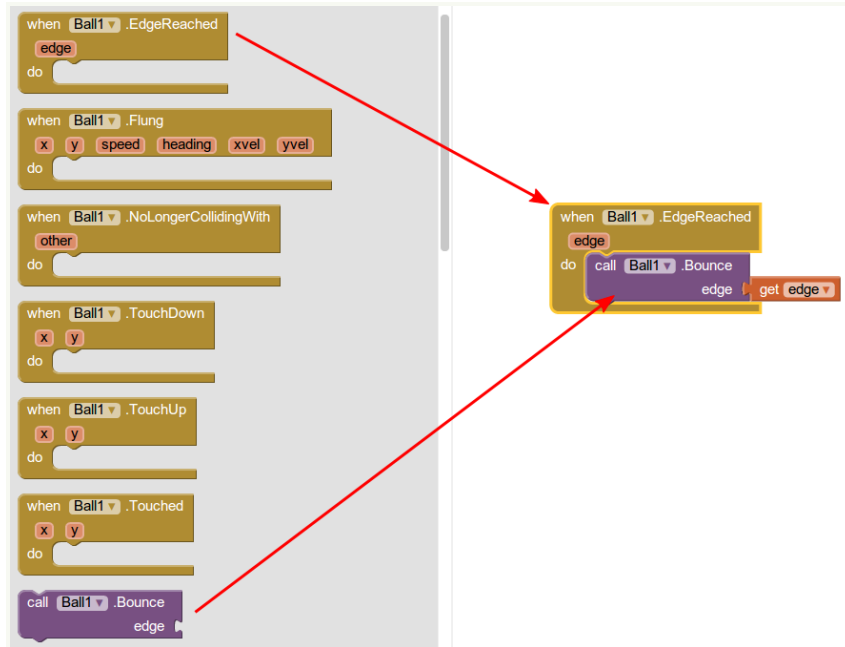 when Ball1 .EdgeReached
edge
do
when Ball1 .Flung
x y speed heading xvel yvel
do
when Ball1 .NoLongerCollidingWith
other
do
when Ball1 .TouchDown
x y
do
when Ball1 .TouchUp
x y
do
when Ball1 .Touched
x y
do
call Ball1 .Bounce
edge
when Ball1 .EdgeReached
edge
do call Ball1 .Bounce
edge get edge